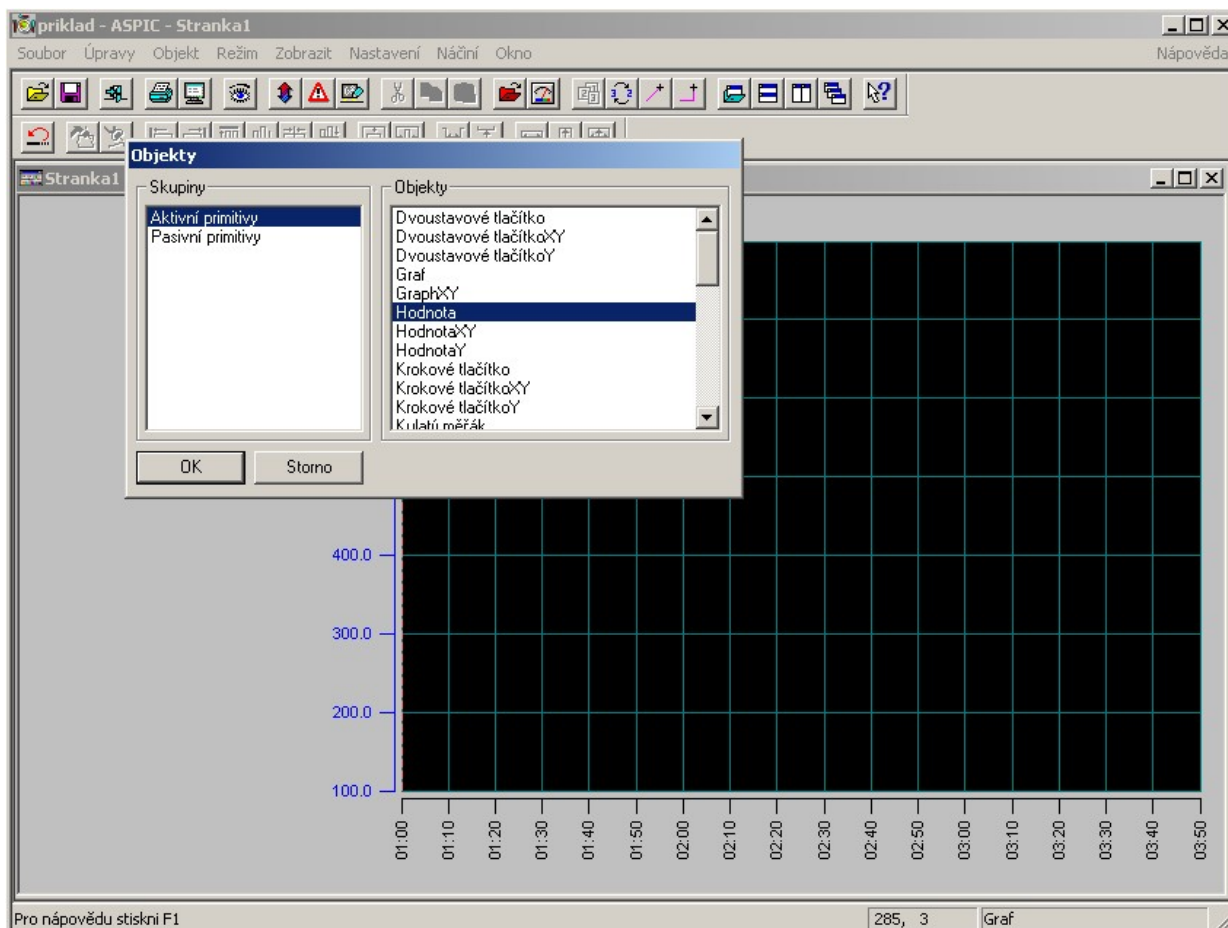 priklad - ASPIC - Stranka1
Soubor Úpravy Objekt Režim Zobrazit Nastavení Náčiní Okno Nápověda
Objekty
Stranka1
Skupiny
Aktivní primitivy
Pasivní primitivy
Objekty
Dvoustavové tlačítko
Dvoustavové tlačítkoXY
Dvoustavové tlačítkoY
Graf
GraphXY
Hodnota
HodnotaXY
HodnotaY
Krokové tlačítko
Krokové tlačítkoXY
Krokové tlačítkoY
Kulatý měřák
OK Storno
400.0
300.0
200.0
100.0
01:00 01:10 01:20 01:30 01:40 01:50 02:00 02:10 02:20 02:30 02:40 02:50 03:00 03:10 03:20 03:30 03:40 03:50
Pro nápovědu stiskni F1 285, 3 Graf